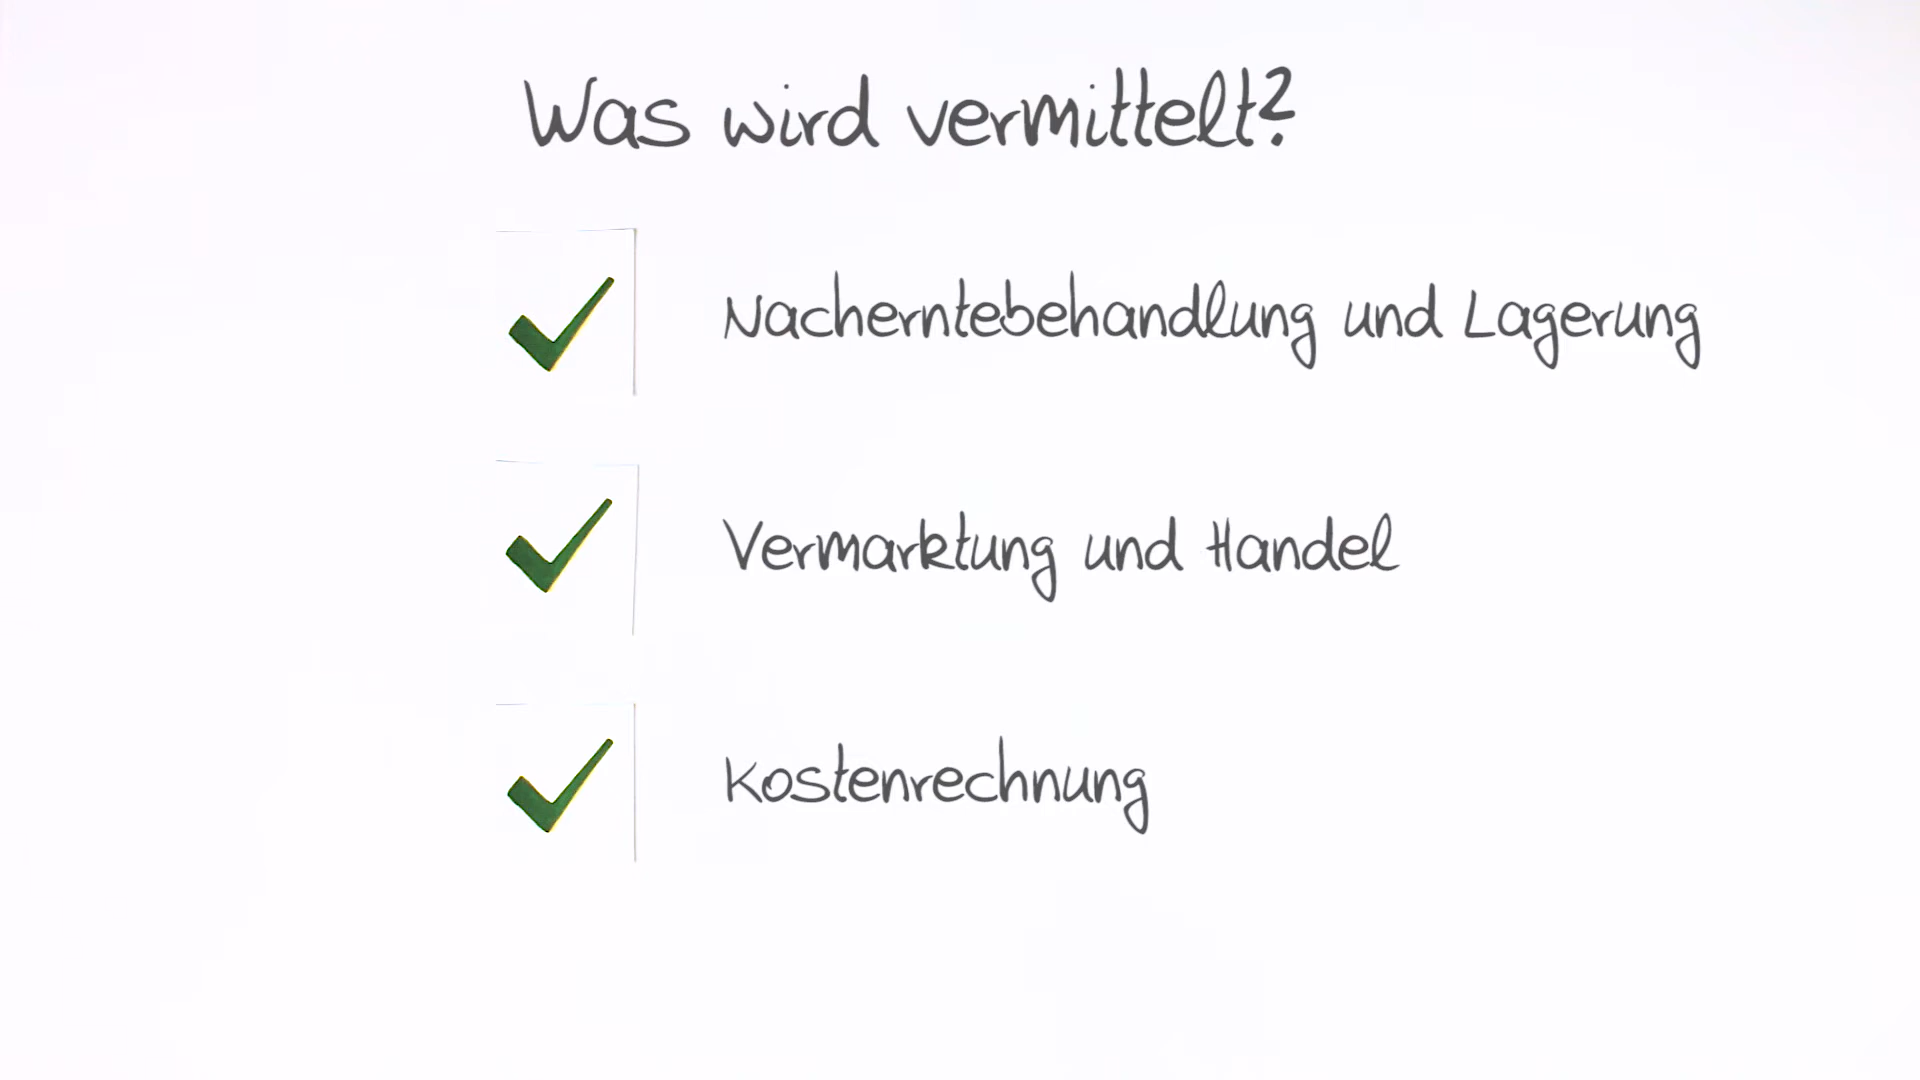 Was wird vermittelt?
Nacherntebehandlung und Lagerung
Vermarktung und Handel
Kostenrechnung